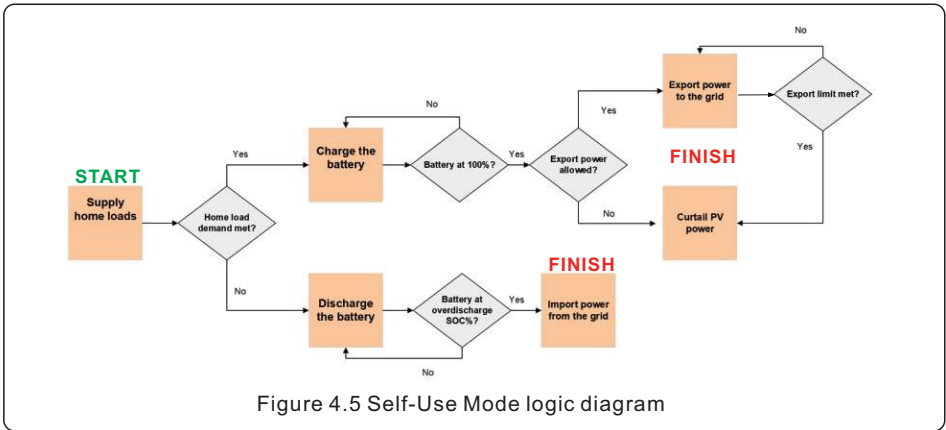 No
Export power
to the grid
Export limit met?
Yes
No
Yes
Charge the
battery
Battery at 100%?
Yes
Export power
allowed?
FINISH
Yes
START
Supply
home loads
Home load
demand met?
No
Curtail PV
power
No
Discharge
the battery
Battery at
overdischarge
SOC%?
Yes
FINISH
Import power
from the grid
No
Figure 4.5 Self-Use Mode logic diagram